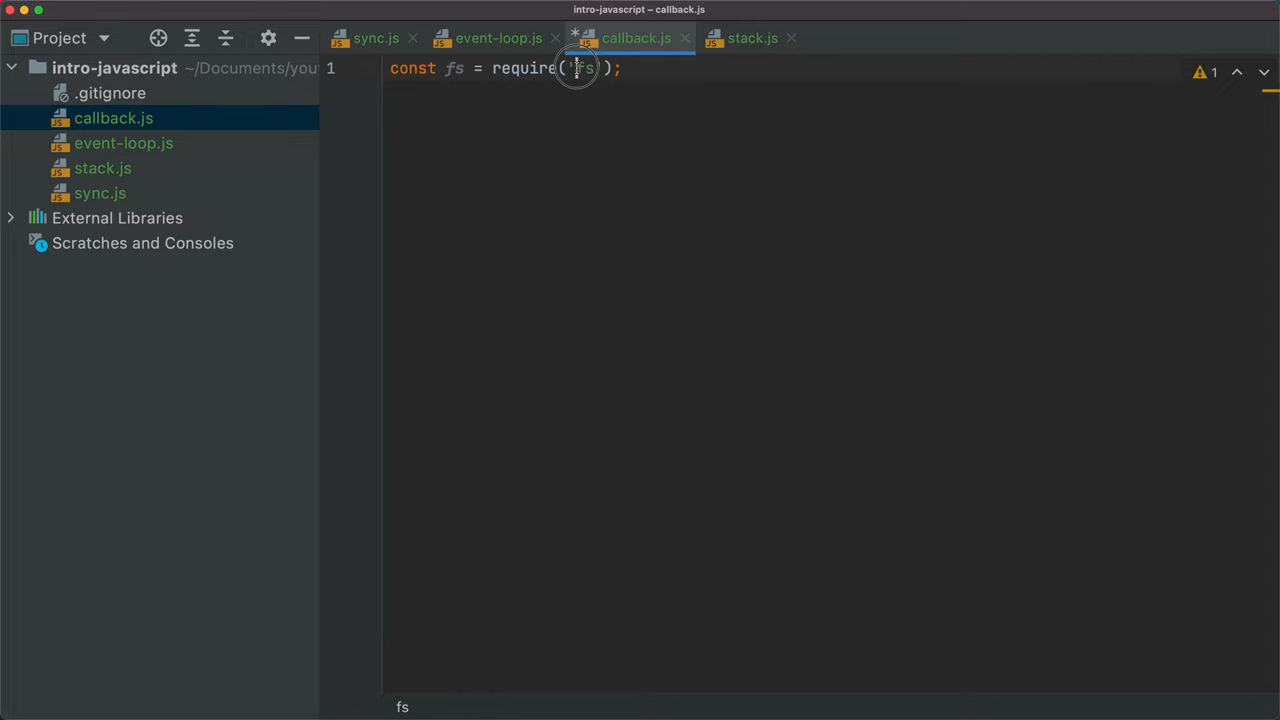 intro-javascript – callback.js
Project
sync.js
event-loop.js
* callback.js
stack.js
intro-javascript ~/Documents/you
1 const fs = require('fs');
1
.gitignore
callback.js
event-loop.js
stack.js
sync.js
External Libraries
Scratches and Consoles
fs